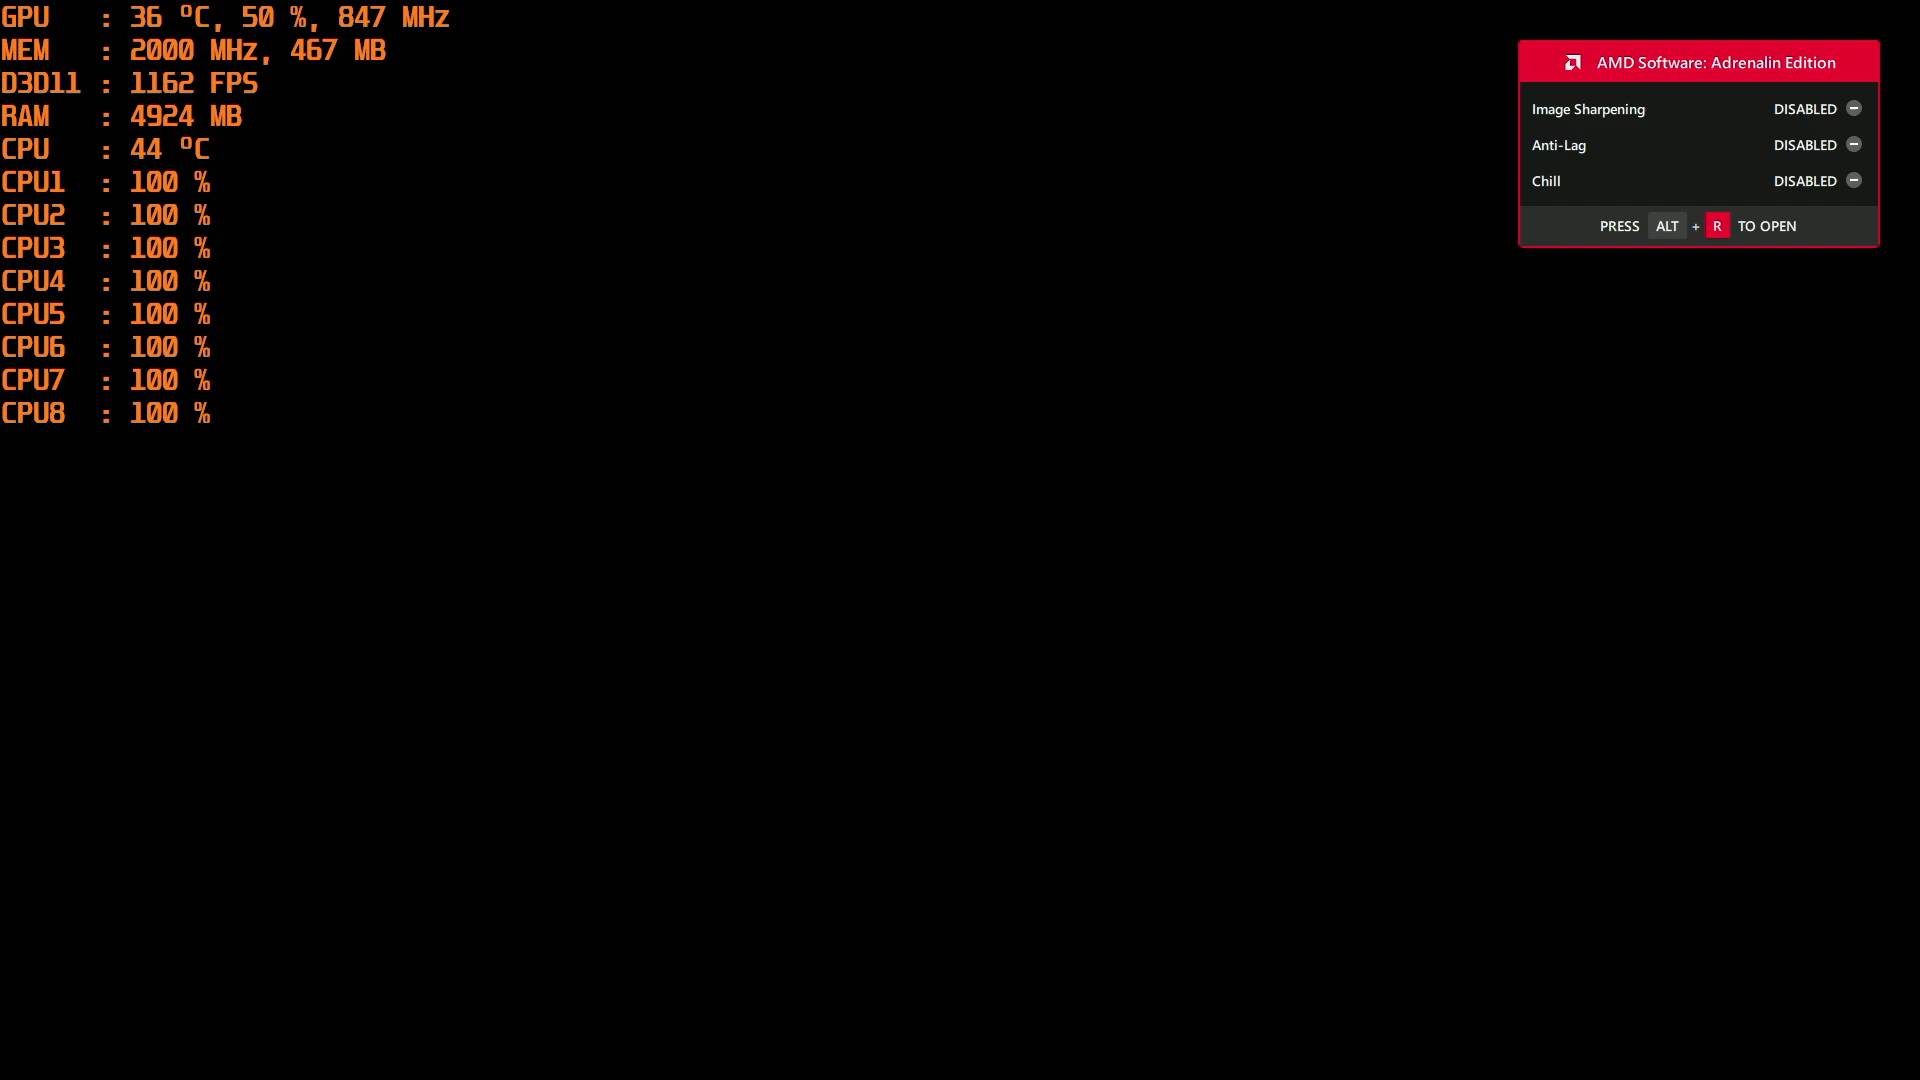 GPU : 36 ºC, 50 %, 847 MHz
MEM : 2000 MHz, 467 MB
D3D11 : 1162 FPS
RAM : 4924 MB
CPU : 44 ºC
CPU1 : 100 %
CPU2 : 100 %
CPU3 : 100 %
CPU4 : 100 %
CPU5 : 100 %
CPU6 : 100 %
CPU7 : 100 %
CPU8 : 100 %
AMD Software: Adrenalin Edition
Image Sharpening DISABLED
Anti-Lag DISABLED
Chill DISABLED
PRESS ALT + R TO OPEN